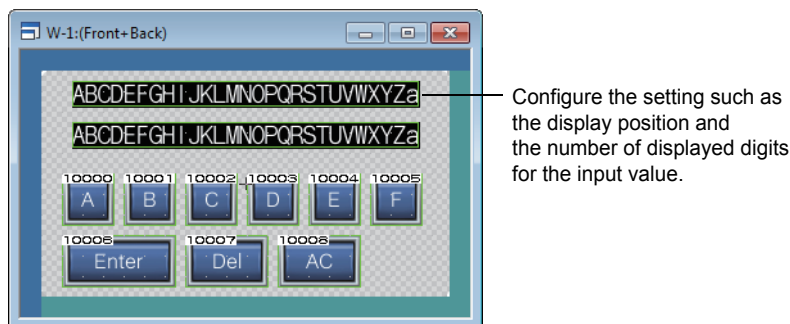 W-1:(Front+Back)
ABCDEFGHIJKLMNOPQRSTUVWXYZa
Configure the setting such as
the display position and
the number of displayed digits
for the input value.
ABCDEFGHIJKLMNOPQRSTUVWXYZa
10000 10001 10002 10003 10004 10005
A B C D E F
10006 10007 10008
Enter Del AC